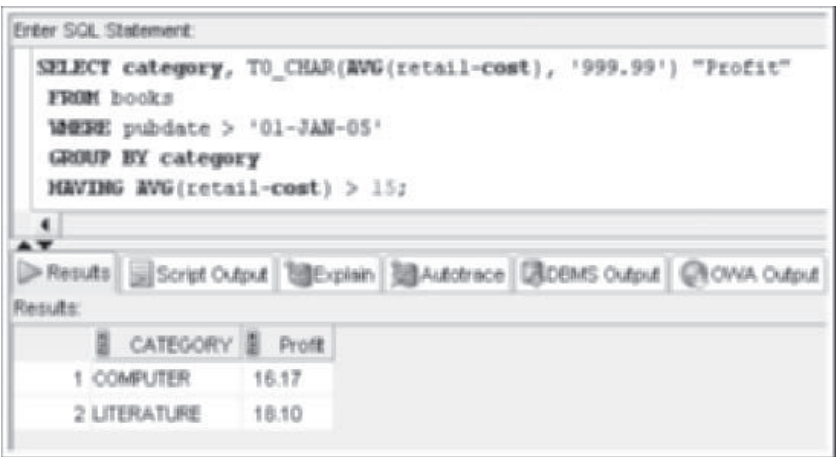 Enter SQL Statement:
SELECT category, TO_CHAR(AVG(retail-cost), '999.99') "Profit"
FROM books
WHERE pubdate > '01-JAN-05'
GROUP BY category
HAVING AVG(retail-cost) > 15;
Results Script Output Explain Autotrace DBMS Output OWA Output
Results:
CATEGORY Profit
1 COMPUTER 16.17
2 LITERATURE 18.10